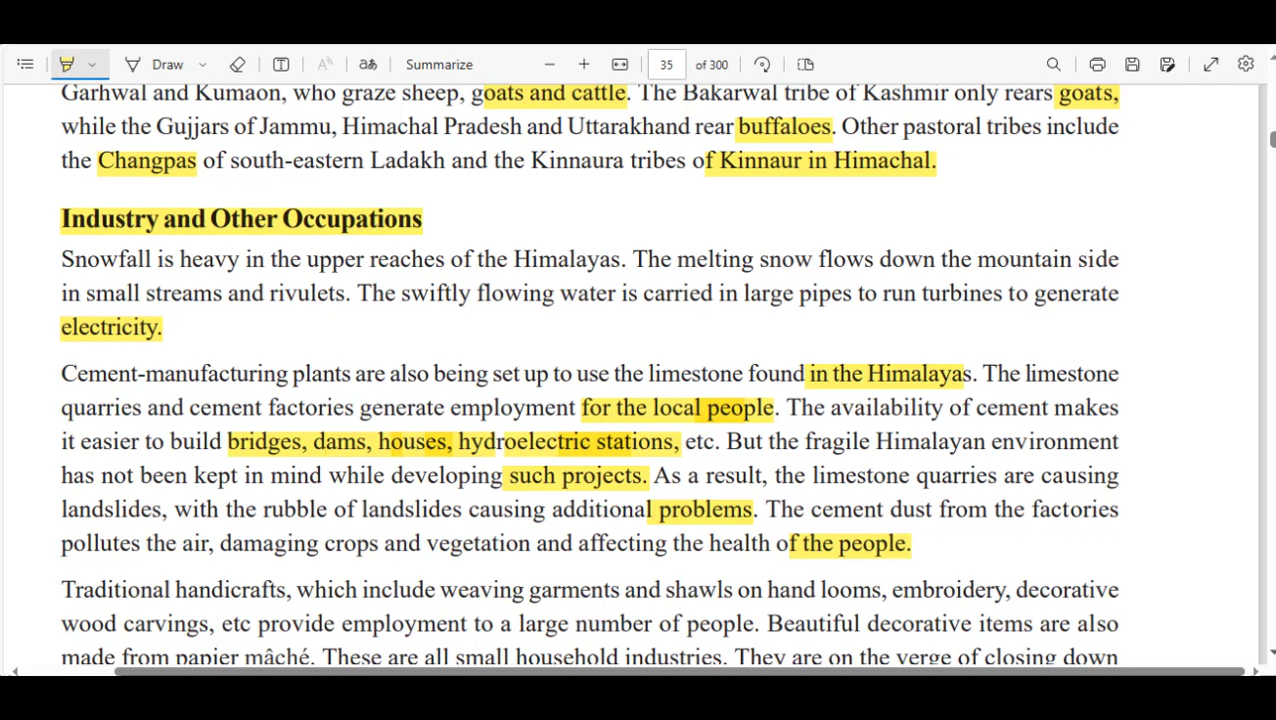 Draw
Summarize
35
of 300
Garhwal and Kumaon, who graze sheep, goats and cattle. The Bakarwal tribe of Kashmir only rears goats,
while the Gujjars of Jammu, Himachal Pradesh and Uttarakhand rear buffaloes. Other pastoral tribes include
the Changpas of south-eastern Ladakh and the Kinnaura tribes of Kinnaur in Himachal.
Industry and Other Occupations
Snowfall is heavy in the upper reaches of the Himalayas. The melting snow flows down the mountain side
in small streams and rivulets. The swiftly flowing water is carried in large pipes to run turbines to generate
electricity.
Cement-manufacturing plants are also being set up to use the limestone found in the Himalayas. The limestone
quarries and cement factories generate employment for the local people. The availability of cement makes
it easier to build bridges, dams, houses, hydroelectric stations, etc. But the fragile Himalayan environment
has not been kept in mind while developing such projects. As a result, the limestone quarries are causing
landslides, with the rubble of landslides causing additional problems. The cement dust from the factories
pollutes the air, damaging crops and vegetation and affecting the health of the people.
Traditional handicrafts, which include weaving garments and shawls on hand looms, embroidery, decorative
wood carvings, etc provide employment to a large number of people. Beautiful decorative items are also
made from papier mâché. These are all small household industries. They are on the verge of closing down